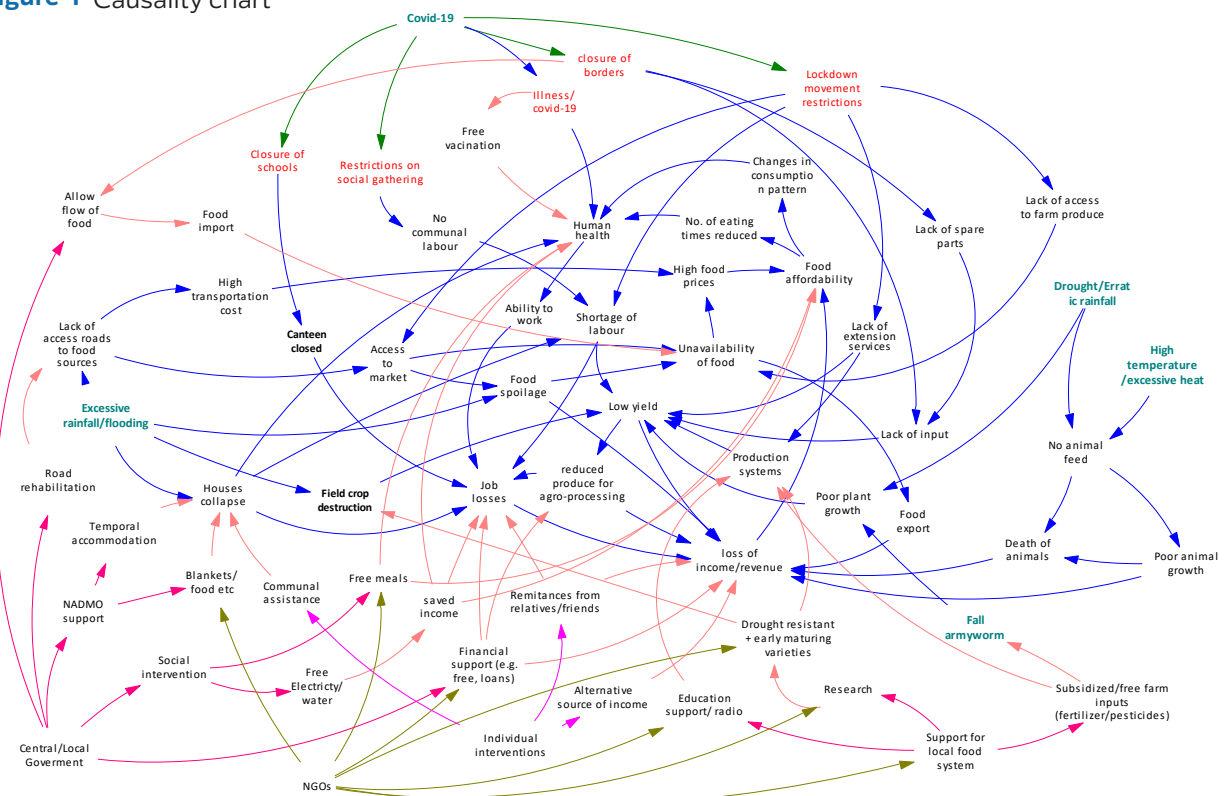 Figure 1 Causality chart
Covid-19
closure of
borders
Lockdown
movement
restrictions
Illness/
covid-19
Free
vacination
Closure of
schools
Restrictions on
social gathering
Changes in
consumptio
n pattern
Allow
flow of
food
Food
import
No
communal
labour
Human
health
No. of eating
times reduced
Lack of spare
parts
Lack of access
to farm produce
High
transportation
cost
High food
prices
Food
affordability
Drought/Errat
ic rainfall
Lack of
access roads
to food
sources
Canteen
closed
Access
to
market
Ability to
work
Shortage of
labour
Unavailability
of food
Lack of
extension
services
High
temperature
/excessive heat
Excessive
rainfall/flooding
Food
spoilage
Low yield
Lack of input
No animal
feed
Road
rehabilitation
Houses
collapse
Field crop
destruction
Job
losses
reduced
produce for
agro-processing
Production
systems
Poor plant
growth
Food
export
Temporal
accommodation
loss of
income/revenue
Death of
animals
Poor animal
growth
NADMO
support
Blankets/
food etc
Communal
assistance
Free meals
saved
income
Remitances from
relatives/friends
Drought resistant
+ early maturing
varieties
Fall
armyworm
Social
intervention
Free
Electricty/
water
Financial
support (e.g.
free, loans)
Alternative
source of income
Education
support/ radio
Research
Subsidized/free farm
inputs
(fertilizer/pesticides)
Central/Local
Goverment
NGOs
Individual
interventions
Support for
local food
system